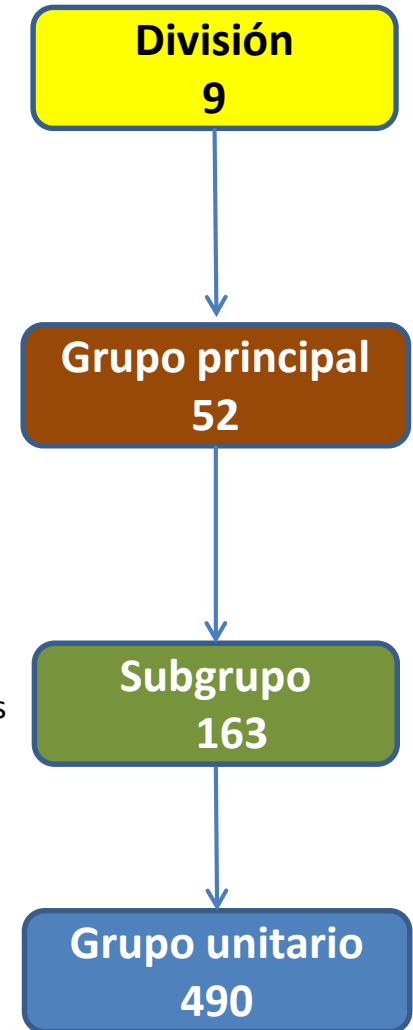 División
9
Grupo principal
52
s
Subgrupo
163
Grupo unitario
490